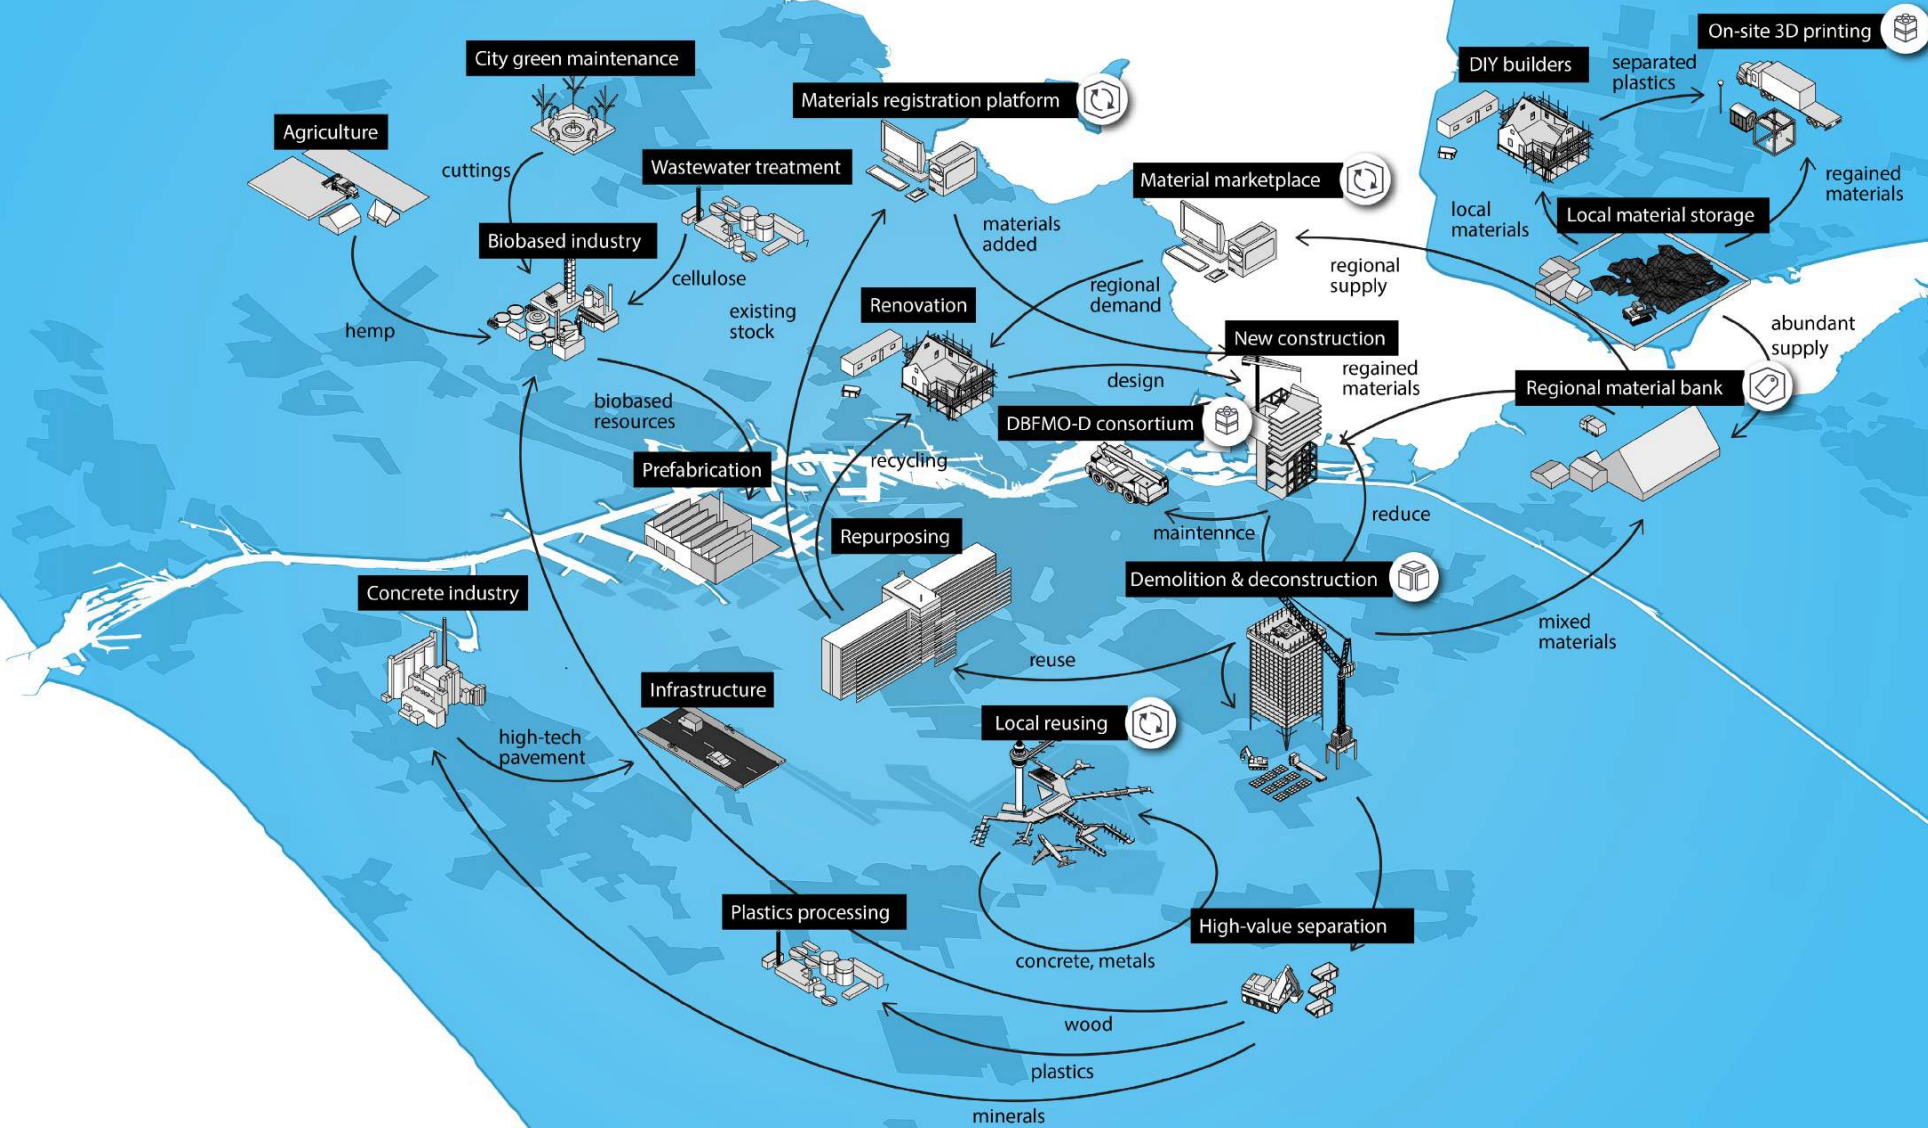 On-site 3D printing
City green maintenance
DIY builders
separated
plastics
Materials registration platform
Agriculture
cuttings
Wastewater treatment
Material marketplace
regained
materials
local
materials
Local material storage
materials
added
Biobased industry
cellulose
regional
supply
regional
demand
existing
stock
Renovation
hemp
abundant
supply
New construction
regained
materials
design
Regional material bank
biobased
resources
DBFMO-D consortium
Prefabrication
recycling
reduce
maintennce
Repurposing
Demolition & deconstruction
Concrete industry
mixed
materials
reuse
Infrastructure
Local reusing
high-tech
pavement
Plastics processing
High-value separation
concrete, metals
wood
plastics
minerals